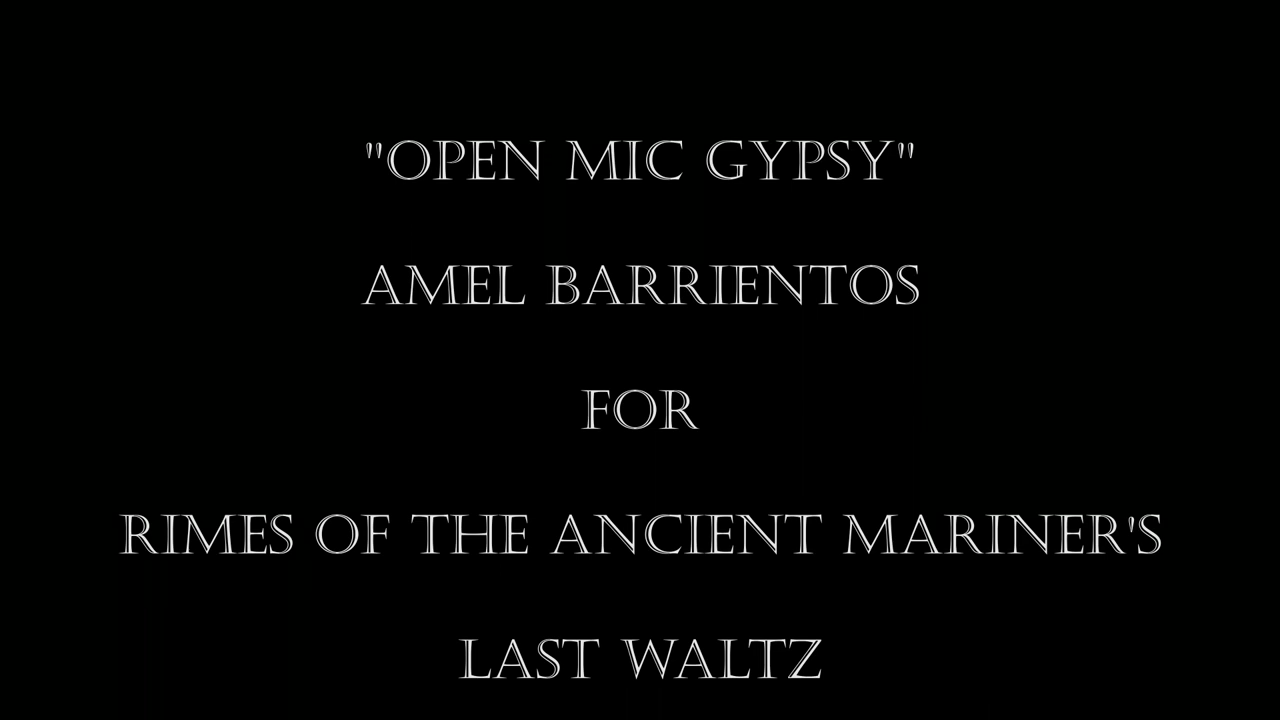 "OPEN MIC GYPSY"
AMEL BARRIENTOS
FOR
RIMES OF THE ANCIENT MARINER'S
LAST WALTZ